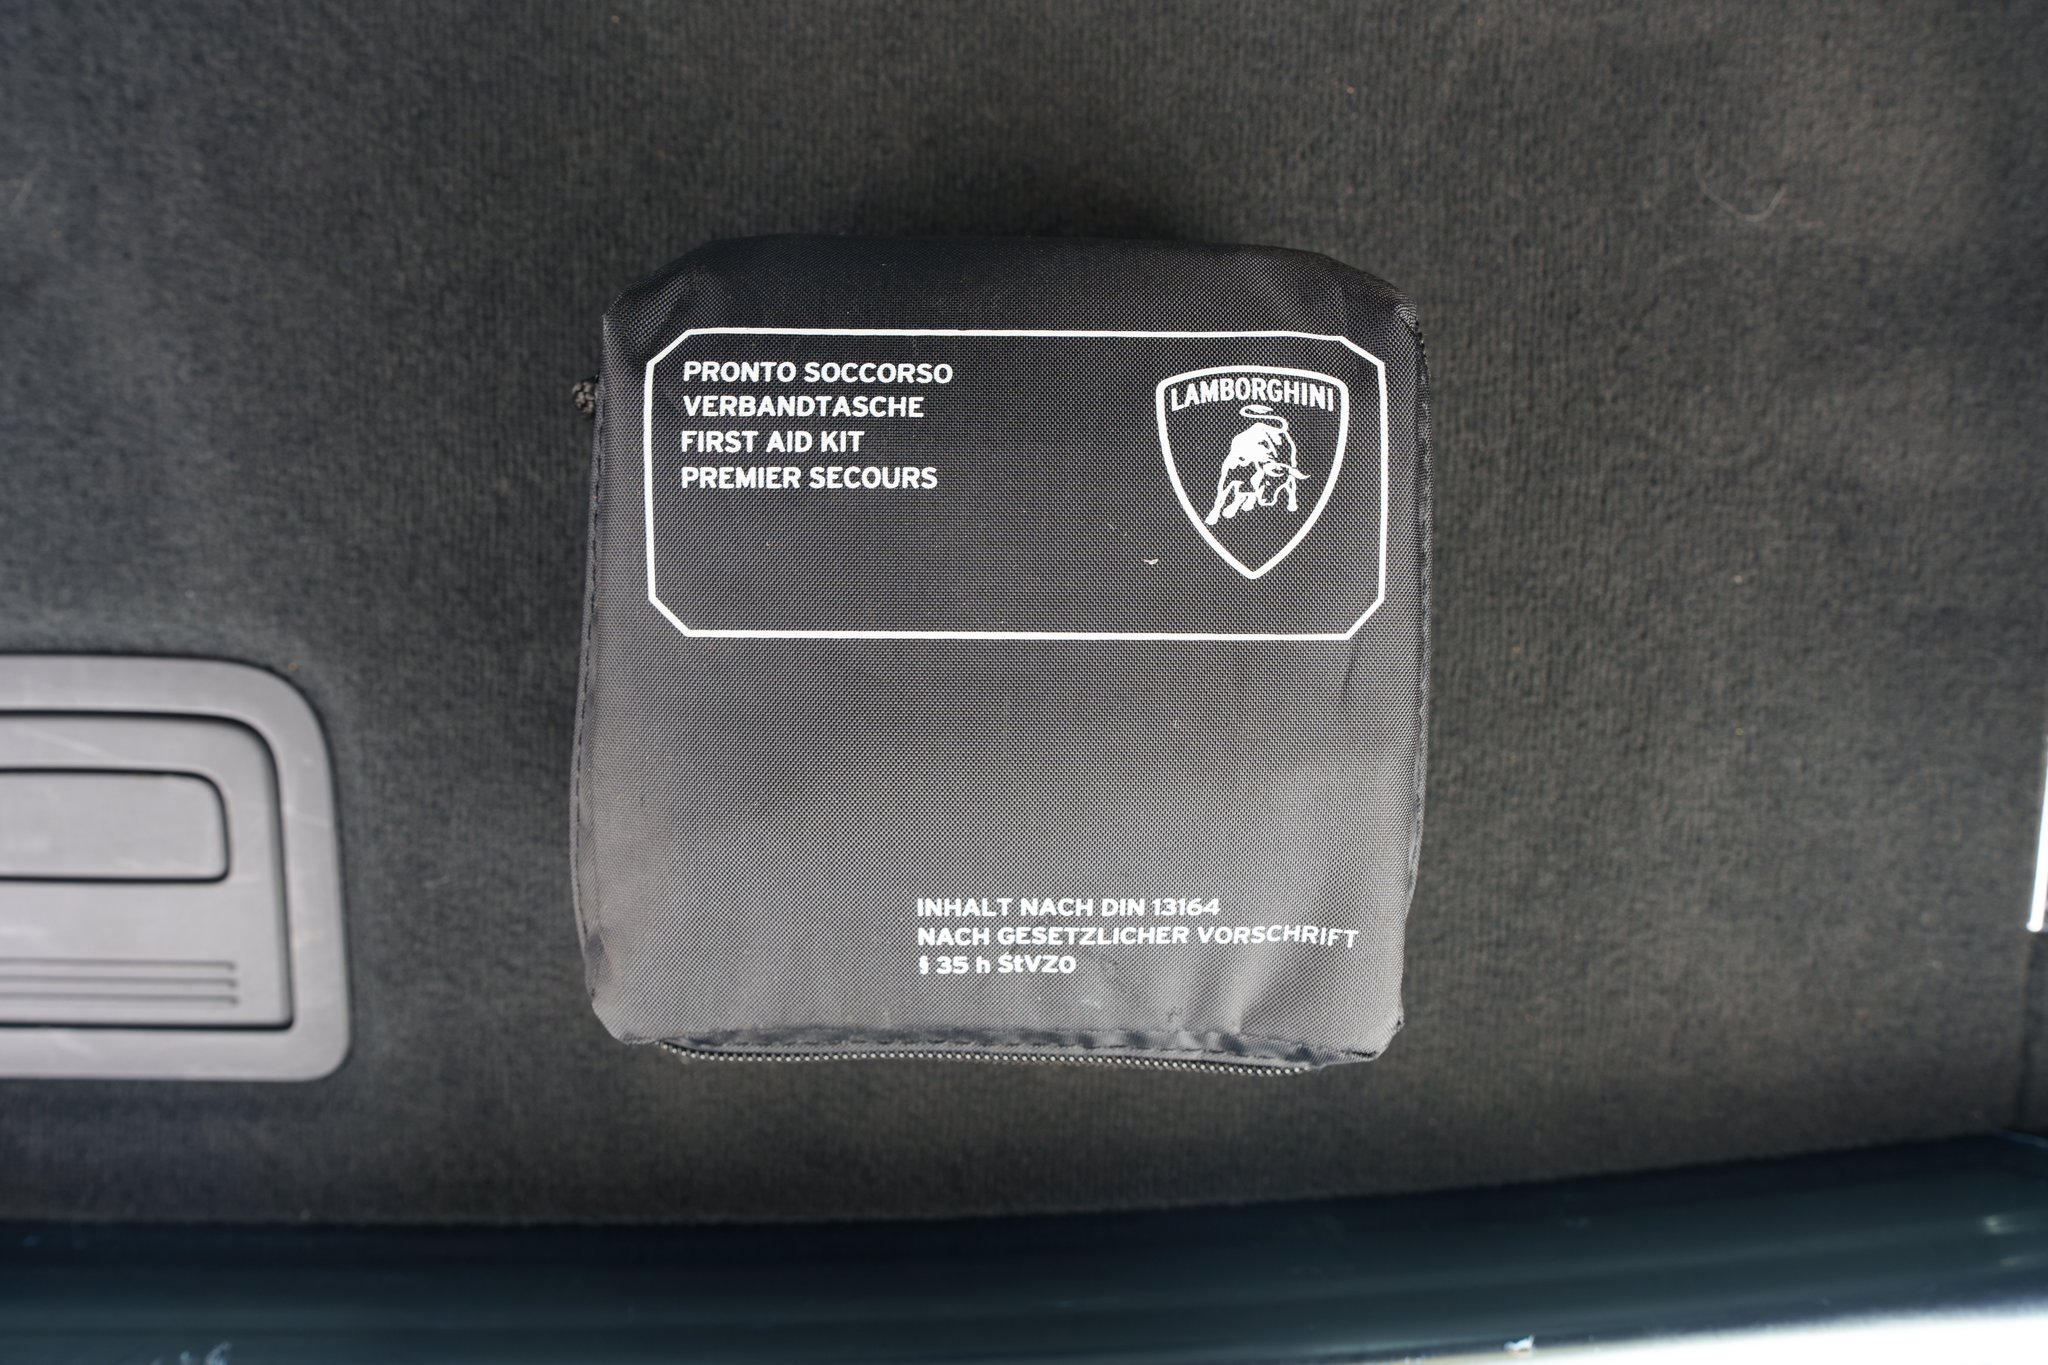 PRONTO SOCCORSO
VERBANDTASCHE
FIRST AID KIT
PREMIER SECOURS
LAMBORGHINI
INHALT NACH DIN 13164
NACH GESETZLICHER VORSCHRIFT
§ 35 h StVZO